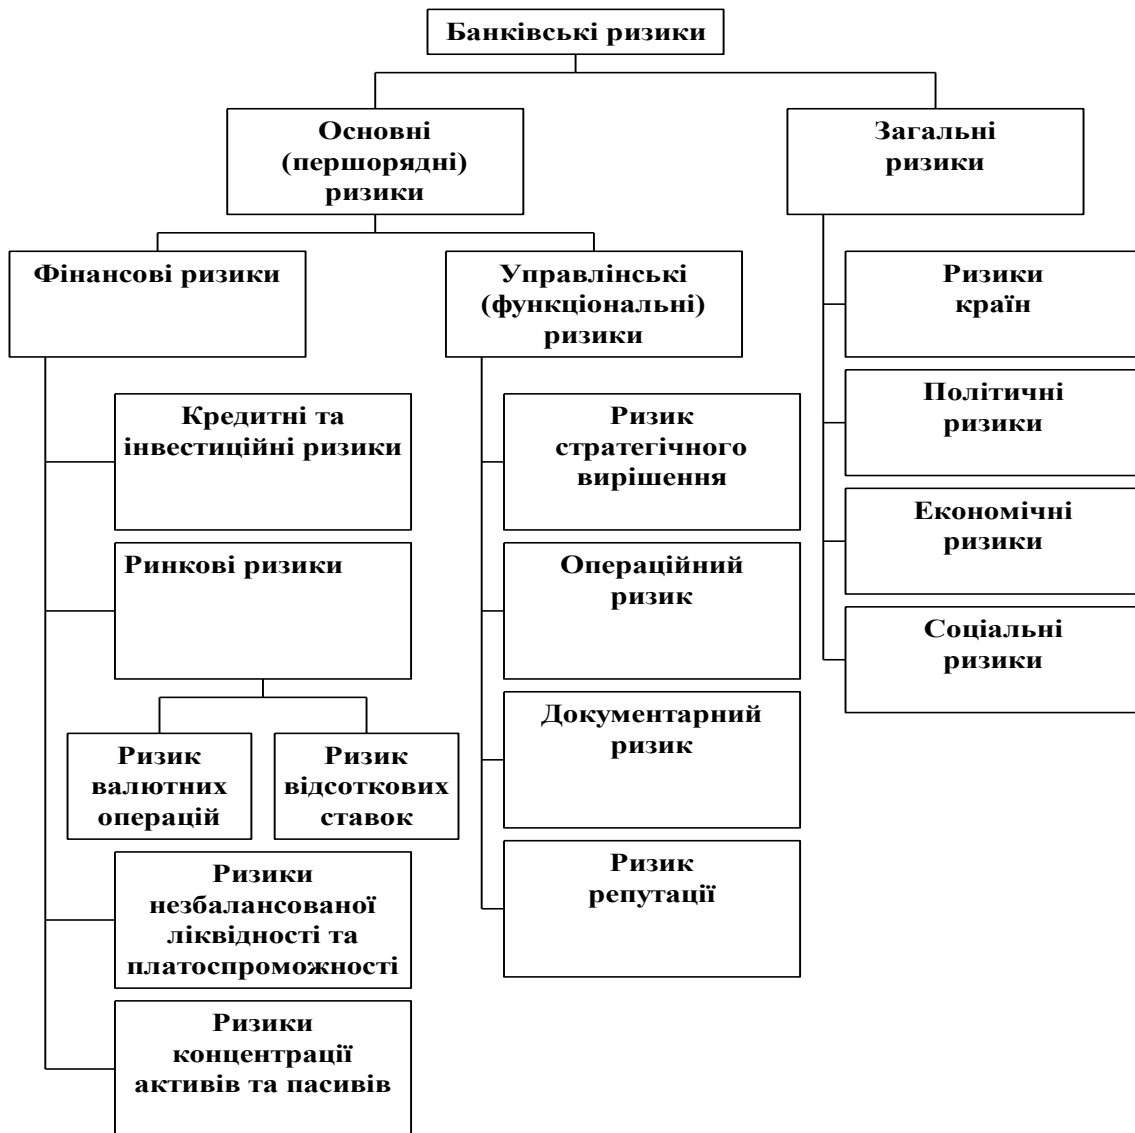 Банківські ризики
Основні
(першорядні)
ризики
Загальні
ризики
Фінансові ризики
Управлінські
(функціональні)
ризики
Ризики
країн
Кредитні та
інвестиційні ризики
Ризик
стратегічного
вирішення
Політичні
ризики
Економічні
ризики
Ринкові ризики
Операційний
ризик
Соціальні
ризики
Ризик
валютних
операцій
Ризик
відсоткових
ставок
Документарний
ризик
Ризики
незбалансованої
ліквідності та
платоспроможності
Ризик
репутації
Ризики
концентрації
активів та пасивів